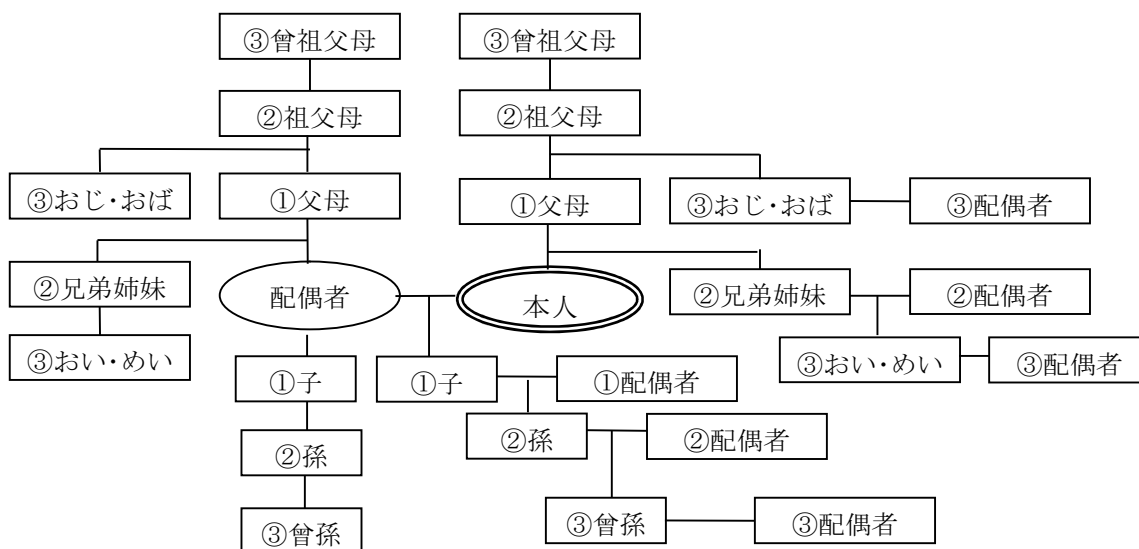 ③曾祖父母 ③曾祖父母
②祖父母 ②祖父母
③おじ・おば ①父母 ①父母 ③おじ・おば ③配偶者
②兄弟姉妹 配偶者 本人 ②兄弟姉妹 ②配偶者
③おい・めい ③おい・めい ③配偶者
①子 ①子 ①配偶者
②孫 ②孫 ②配偶者
③曾孫 ③曾孫 ③配偶者